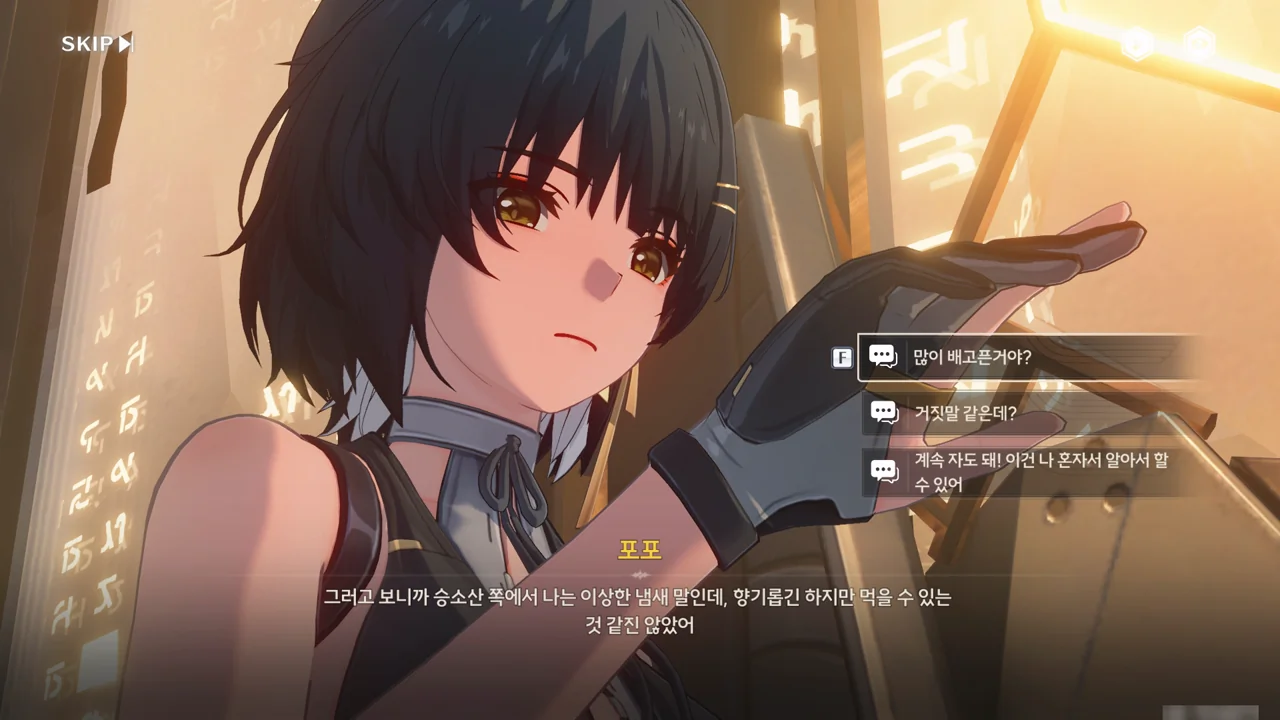 SKIP
F
많이 배고픈거야?
거짓말 같은데?
계속 자도 돼! 이건 나 혼자서 알아서 할
수 있어
포포
그러고 보니까 승소산 쪽에서 나는 이상한 냄새 말인데, 향기롭긴 하지만 먹을 수 있는
것 같진 않았어